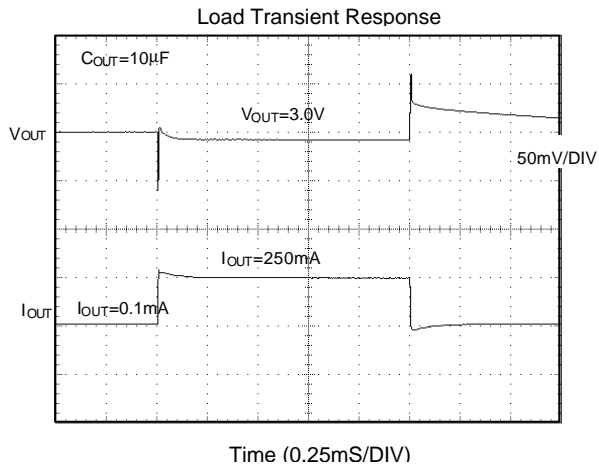 Load Transient Response
COUT=10µF
VOUT=3.0V
VOUT
50mV/DIV
IOUT=250mA
IOUT
IOUT=0.1mA
Time (0.25mS/DIV)